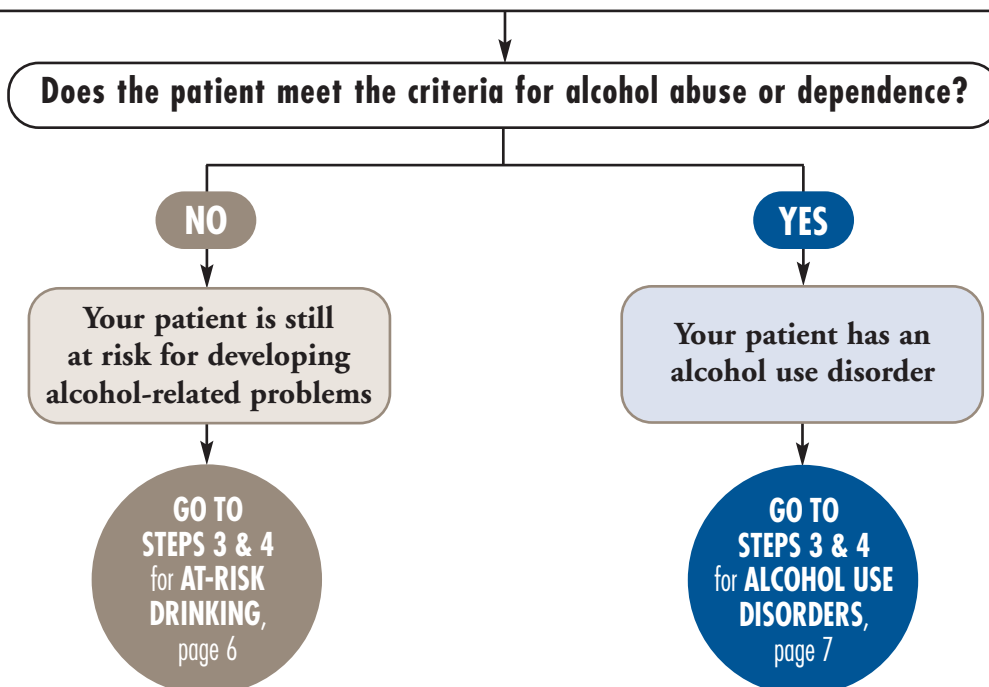 Does the patient meet the criteria for alcohol abuse or dependence?
NO
YES
Your patient is still
at risk for developing
alcohol-related problems
Your patient has an
alcohol use disorder
GO TO
STEPS 3 & 4
for AT-RISK
DRINKING,
page 6
GO TO
STEPS 3 & 4
for ALCOHOL USE
DISORDERS,
page 7